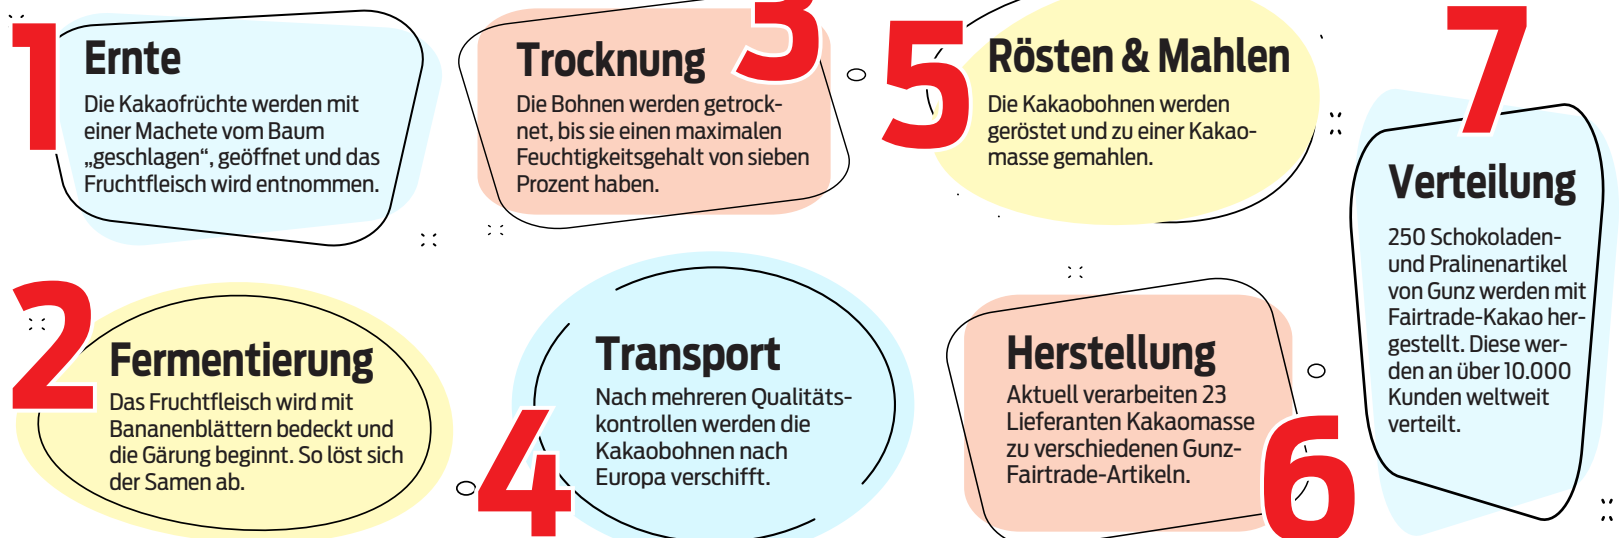 1
Ernte
Die Kakaofrüchte werden mit
einer Machete vom Baum
„geschlagen“, geöffnet und das
Fruchtfleisch wird entnommen.
2
Fermentierung
Das Fruchtfleisch wird mit
Bananenblättern bedeckt und
die Gärung beginnt. So löst sich
der Samen ab.
3
Trocknung
Die Bohnen werden getrock-
net, bis sie einen maximalen
Feuchtigkeitsgehalt von sieben
Prozent haben.
4
Transport
Nach mehreren Qualitäts-
kontrollen werden die
Kakaobohnen nach
Europa verschifft.
5
Rösten & Mahlen
Die Kakaobohnen werden
geröstet und zu einer Kakao-
masse gemahlen.
6
Herstellung
Aktuell verarbeiten 23
Lieferanten Kakaomasse
zu verschiedenen Gunz-
Fairtrade-Artikeln.
7
Verteilung
250 Schokoladen-
und Pralinenartikel
von Gunz werden mit
Fairtrade-Kakao her-
gestellt. Diese wer-
den an über 10.000
Kunden weltweit
verteilt.